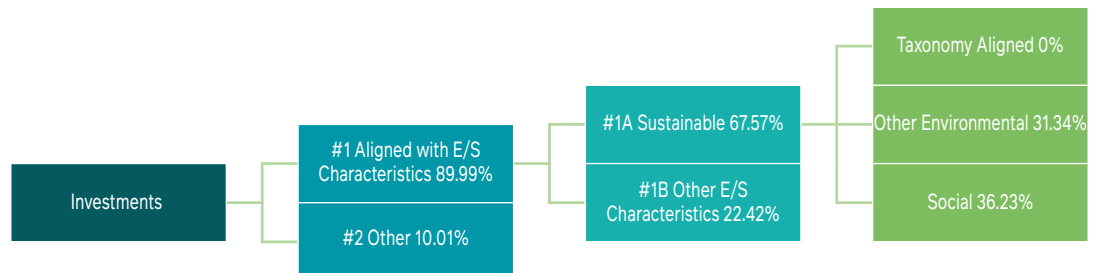 Investments
#1 Aligned with E/S
Characteristics 89.99%
#2 Other 10.01%
#1A Sustainable 67.57%
#1B Other E/S
Characteristics 22.42%
Taxonomy Aligned 0%
Other Environmental 31.34%
Social 36.23%